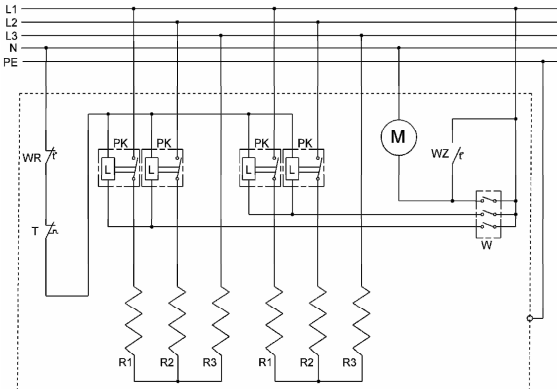 L1
L2
L3
N
PE
WR
T
PK PK PK PK
L L L L
M
WZ
W
R1 R2 R3 R1 R2 R3